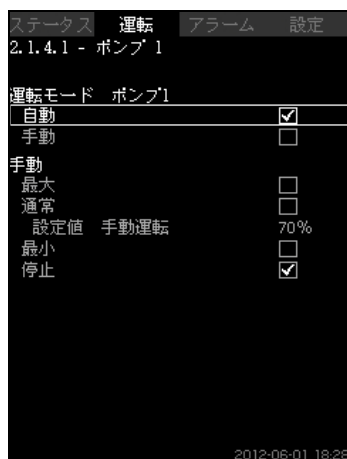 ステータス 運転 アラーム 設定
2.1.4.1 - ポンプ 1
運転モード ポンプ1
自動
手動
手動
最大
通常
設定値 手動運転 70%
最小
停止
2012-06-01 18:28